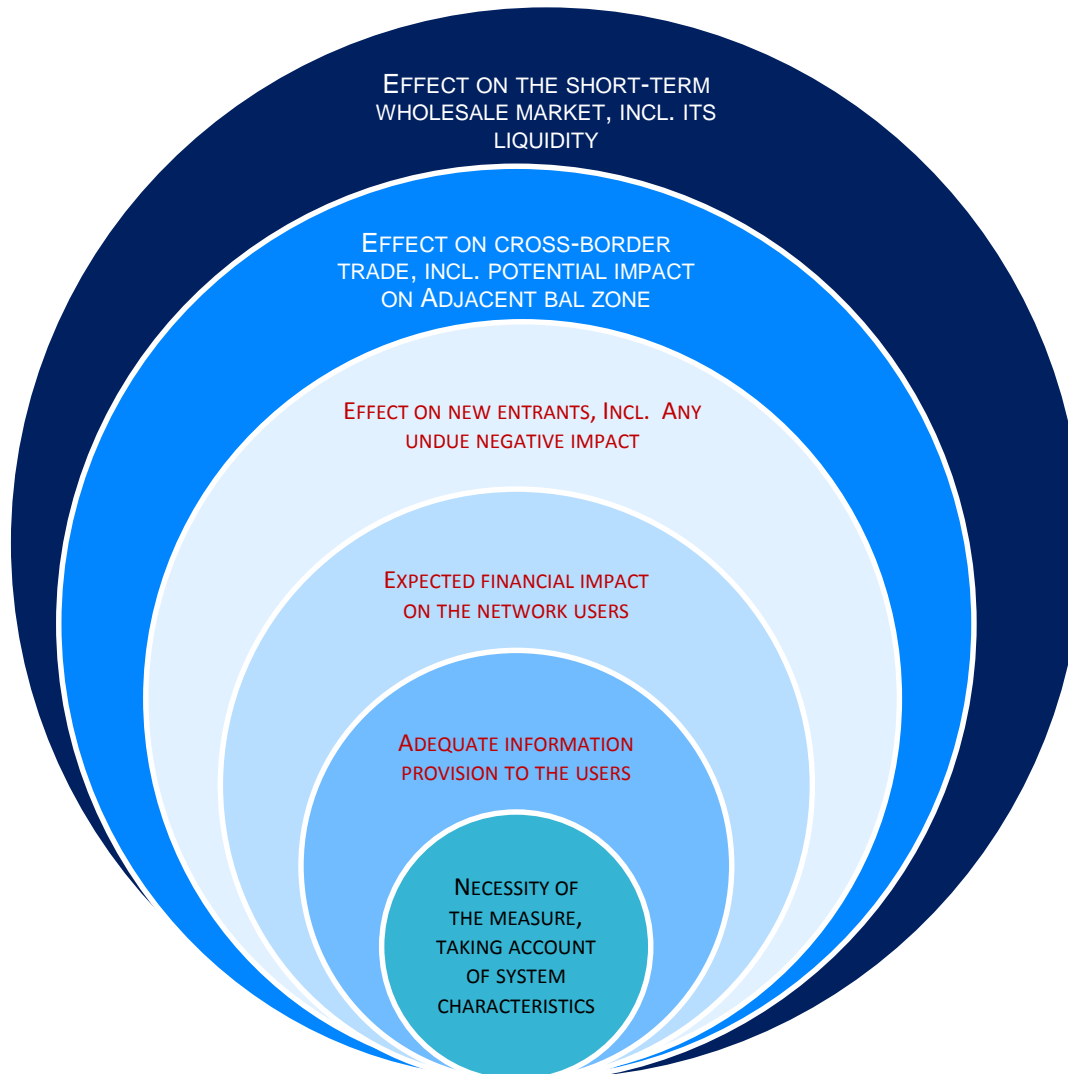 EFFECT ON THE SHORT-TERM
WHOLESALE MARKET, INCL. ITS
LIQUIDITY
EFFECT ON CROSS-BORDER
TRADE, INCL. POTENTIAL IMPACT
ON ADJACENT BAL ZONE
EFFECT ON NEW ENTRANTS, INCL. ANY
UNDUE NEGATIVE IMPACT
EXPECTED FINANCIAL IMPACT
ON THE NETWORK USERS
ADEQUATE INFORMATION
PROVISION TO THE USERS
NECESSITY OF
THE MEASURE,
TAKING ACCOUNT
OF SYSTEM
CHARACTERISTICS